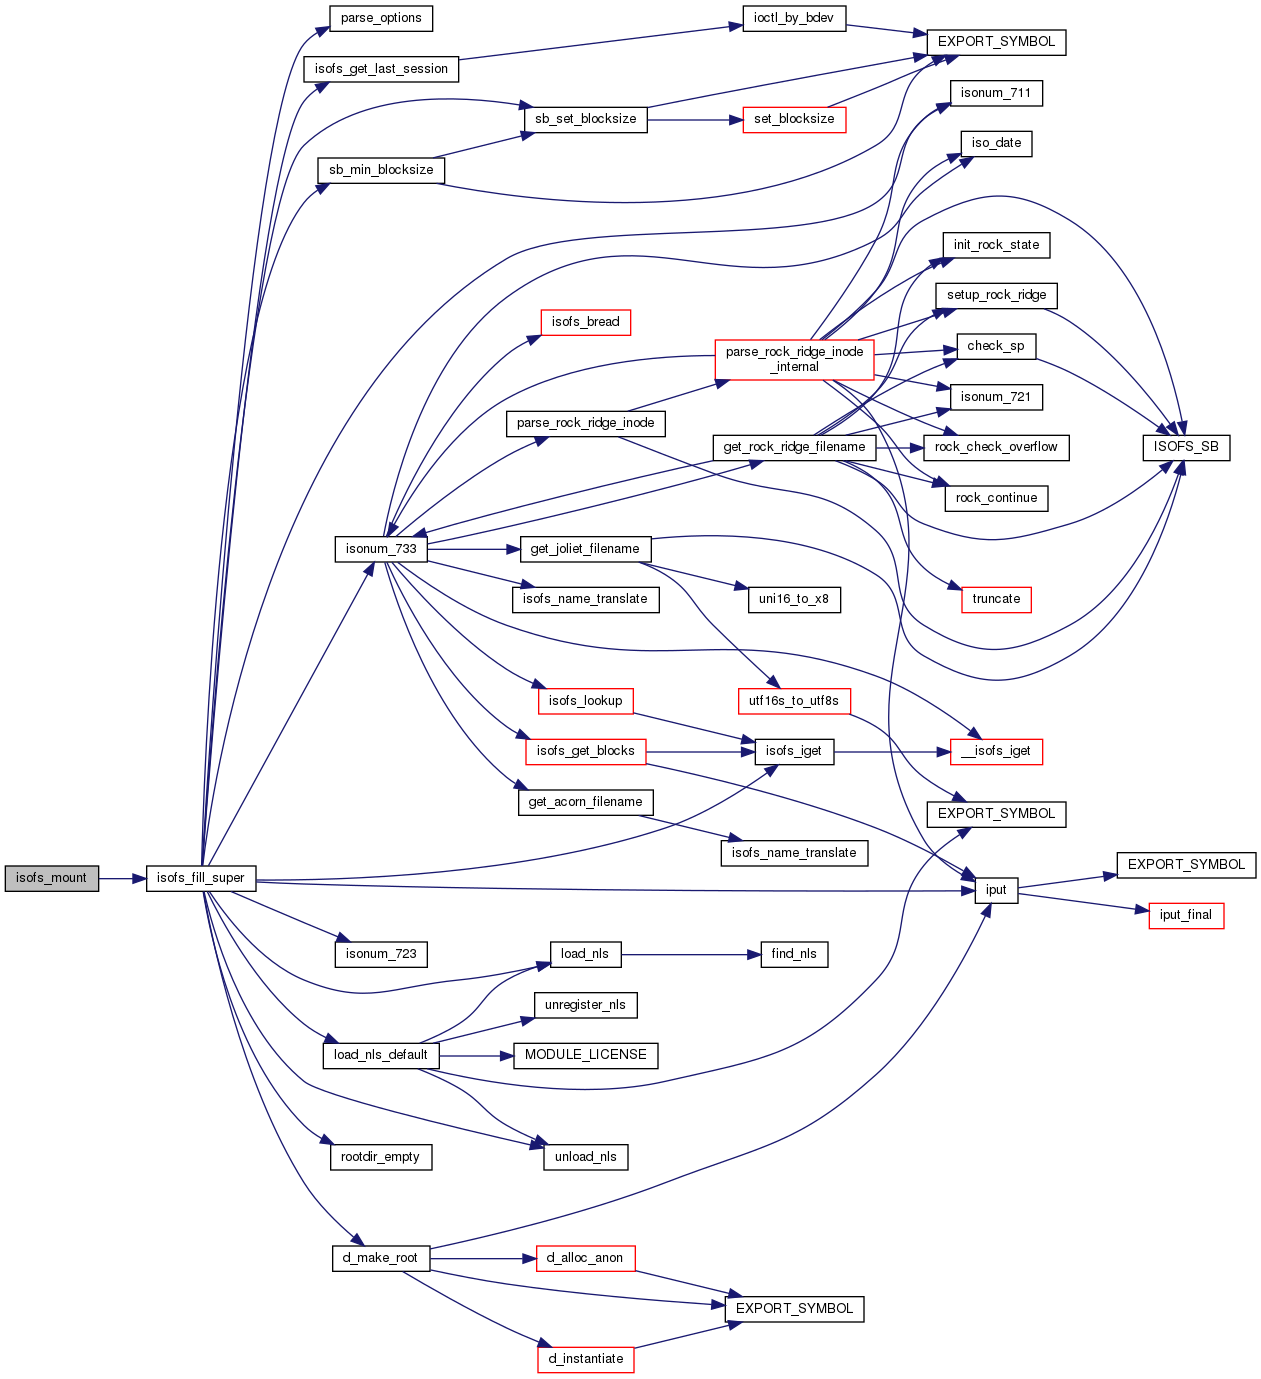 parse_options
ioctl_by_bdev
EXPORT_SYMBOL
isofs_get_last_session
isonum_711
sb_set_blocksize
set_blocksize
iso_date
sb_min_blocksize
init_rock_state
setup_rock_ridge
isofs_bread
check_sp
parse_rock_ridge_inode
_internal
isonum_721
parse_rock_ridge_inode
get_rock_ridge_filename
rock_check_overflow
ISOFS_SB
rock_continue
isonum_733
get_joliet_filename
isofs_name_translate
uni16_to_x8
truncate
isofs_lookup
utf16s_to_utf8s
isofs_get_blocks
isofs_iget
__isofs_iget
get_acorn_filename
EXPORT_SYMBOL
isofs_name_translate
EXPORT_SYMBOL
isofs_mount
isofs_fill_super
iput
iput_final
isonum_723
load_nls
find_nls
unregister_nls
load_nls_default
MODULE_LICENSE
rootdir_empty
unload_nls
d_make_root
d_alloc_anon
EXPORT_SYMBOL
d_instantiate